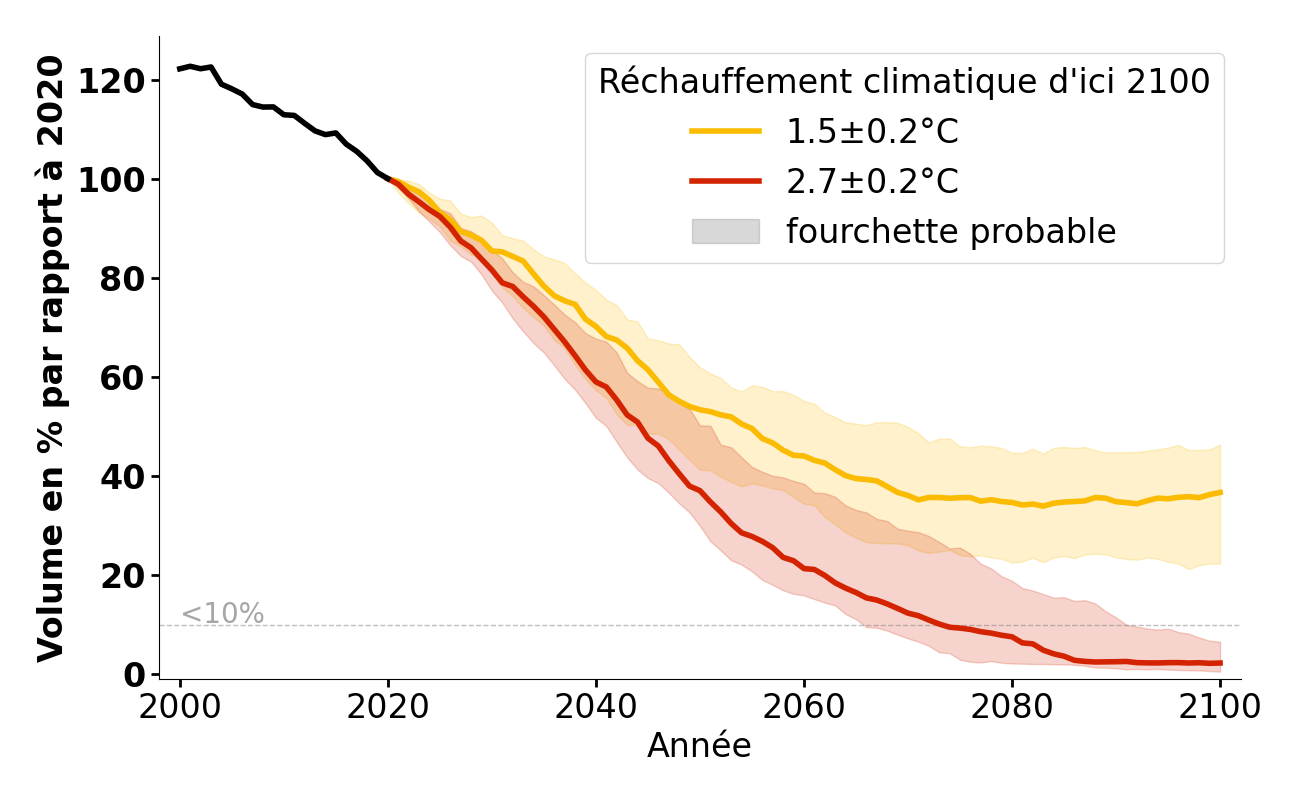 Volume en % par rapport à 2020
120
100
80
60
40
20
0
<10%
Réchauffement climatique d'ici 2100
1.5±0.2°C
2.7±0.2°C
fourchette probable
2000 2020 2040 2060 2080 2100
Année